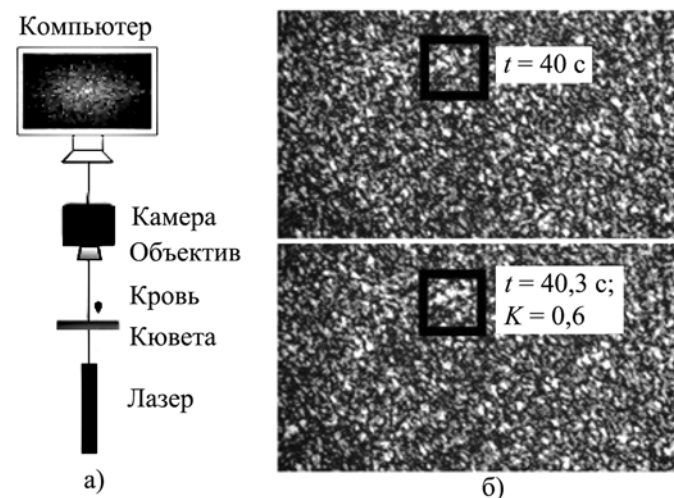 Компьютер
Камера
Объектив
Кровь
Кювета
Лазер
а)
t = 40 с
t = 40,3 с;
K = 0,6
б)